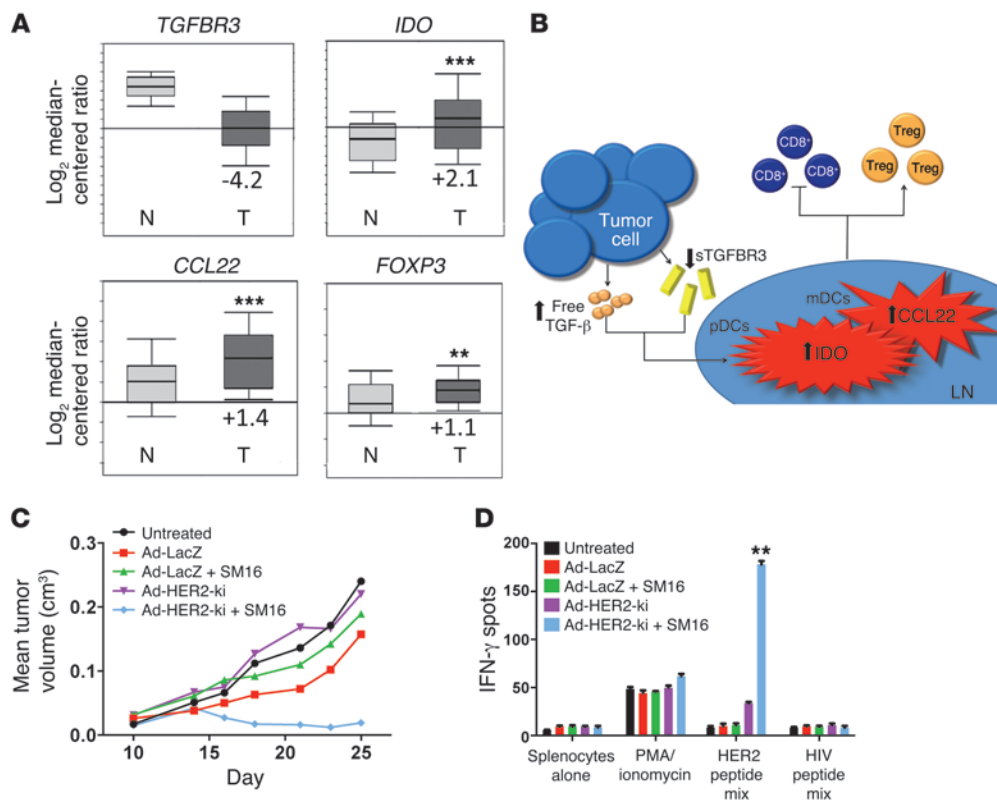 A
TGFBR3
IDO
Log2 median-
centered ratio
-4.2
N
T
***
+2.1
N
T
CCL22
FOXP3
Log2 median-
centered ratio
***
+1.4
N
T
**
+1.1
N
T
B
CD8+
CD8+
CD8+
Treg
Treg
Treg
Tumor
cell
sTGFBR3
Free
TGF-β
mDCs
pDCs
CCL22
IDO
LN
C
Untreated
Ad-LacZ
Ad-LacZ + SM16
Ad-HER2-ki
Ad-HER2-ki + SM16
Mean tumor
volume (cm³)
0.3
0.2
0.1
0.0
10
15
20
25
Day
D
Untreated
Ad-LacZ
Ad-LacZ + SM16
Ad-HER2-ki
Ad-HER2-ki + SM16
**
IFN-γ spots
200
150
100
50
0
Splenocytes
alone
PMA/
ionomycin
HER2
peptide
mix
HIV
peptide
mix